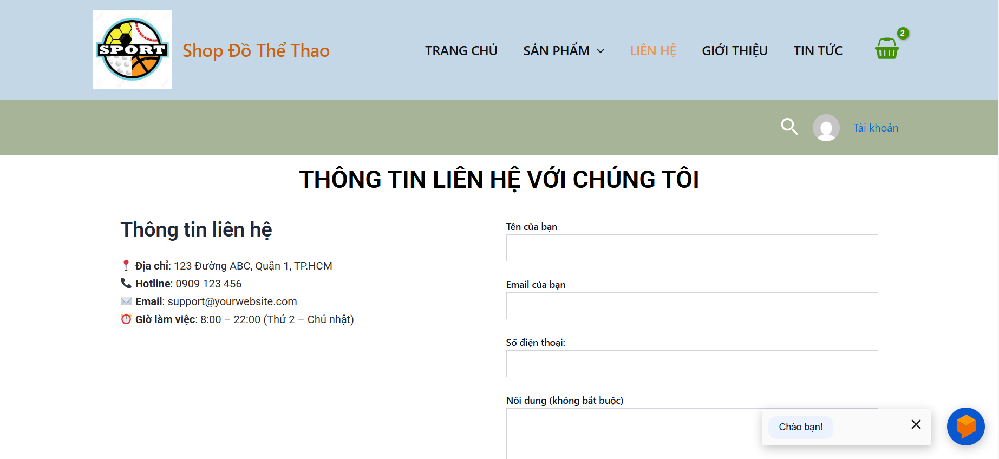 SPORT
Shop Đồ Thể Thao
TRANG CHỦ
SẢN PHẨM
LIÊN HỆ
GIỚI THIỆU
TIN TỨC
2
Tài khoản
THÔNG TIN LIÊN HỆ VỚI CHÚNG TÔI
Thông tin liên hệ
Địa chỉ: 123 Đường ABC, Quận 1, TP.HCM
Hotline: 0909 123 456
Email: support@yourwebsite.com
Giờ làm việc: 8:00 – 22:00 (Thứ 2 – Chủ nhật)
Tên của bạn
Email của bạn
Số điện thoại:
Nôi dung (không bắt buộc)
Chào bạn!